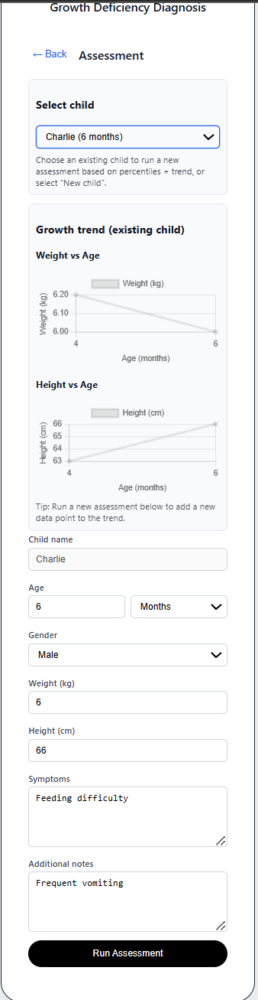 Growth Deficiency Diagnosis
← Back Assessment
Select child
Charlie (6 months)
Choose an existing child to run a new
assessment based on percentiles + trend, or
select “New child”.
Growth trend (existing child)
Weight vs Age
Weight (kg)
Weight (kg)
6.20
6.10
6.00
4 6
Age (months)
Height vs Age
Height (cm)
Height (cm)
66
65
64
63
4 6
Age (months)
Tip: Run a new assessment below to add a new
data point to the trend.
Child name
Charlie
Age
6 Months
Gender
Male
Weight (kg)
6
Height (cm)
66
Symptoms
Feeding difficulty
Additional notes
Frequent vomiting
Run Assessment